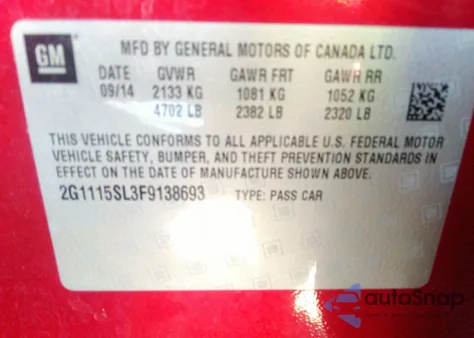 GM
MFD BY GENERAL MOTORS OF CANADA LTD.
DATE GVWR GAWR FRT GAWR RR
09/14 2133 KG 1081 KG 1052 KG
4702 LB 2382 LB 2320 LB
THIS VEHICLE CONFORMS TO ALL APPLICABLE U.S. FEDERAL MOTOR
VEHICLE SAFETY, BUMPER, AND THEFT PREVENTION STANDARDS IN
EFFECT ON THE DATE OF MANUFACTURE SHOWN ABOVE.
2G1115SL3F9138693 TYPE: PASS CAR
autoSnap